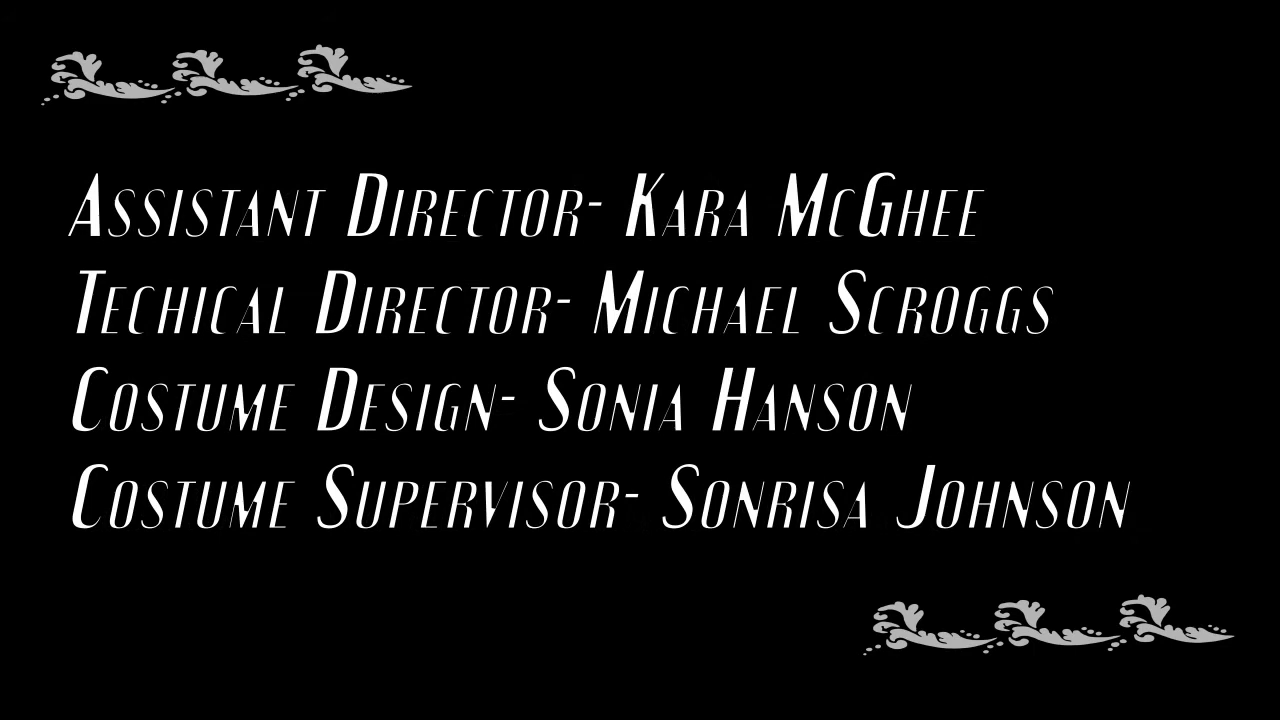 Assistant Director- Kara McGhee
Techical Director- Michael Scroggs
Costume Design- Sonia Hanson
Costume Supervisor- Sonrisa Johnson